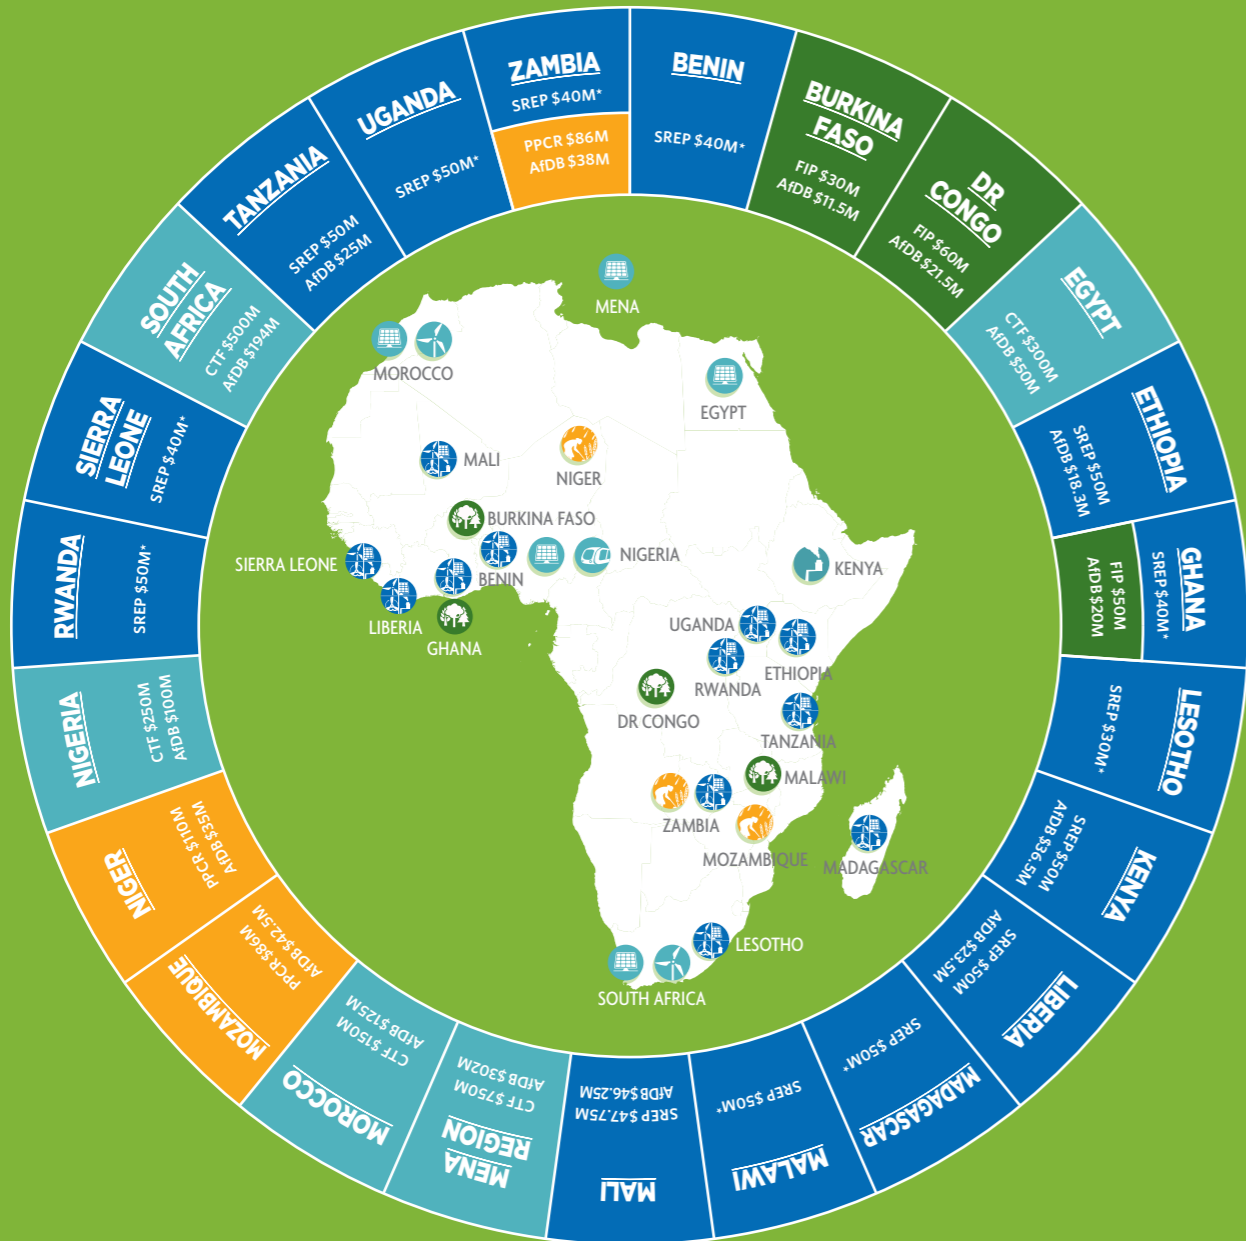 ZAMBIA
SREP $40M*
PPCR $86M
AfDB $38M
BENIN
SREP $40M*
BURKINA
FASO
FIP $30M
AfDB $11.5M
DR
CONGO
FIP $60M
AfDB $21.5M
EGYPT
CTF $300M
AfDB $50M
ETHIOPIA
SREP $50M
AfDB $18.3M
GHANA
SREP $40M*
FIP $50M
AfDB $20M
LESOTHO
SREP $30M*
KENYA
SREP $50M
AfDB $36.5M
LIBERIA
SREP $50M
AfDB $23.5M
MADAGASCAR
SREP $50M*
MALAWI
SREP $50M*
MALI
SREP $47.75M
AfDB $46.25M
MENA
REGION
CTF $750M
AfDB $302M
MOROCCO
CTF $150M
AfDB $125M
MOZAMBIQUE
PPCR $86M
AfDB $42.5M
NIGER
PPCR $110M
AfDB $35M
NIGERIA
CTF $250M
AfDB $100M
RWANDA
SREP $50M*
SIERRA
LEONE
SREP $40M*
SOUTH
AFRICA
CTF $500M
AfDB $194M
TANZANIA
SREP $50M
AfDB $25M
UGANDA
SREP $50M*
MENA
MOROCCO
EGYPT
MALI
NIGER
BURKINA FASO
SIERRA LEONE
BENIN
NIGERIA
KENYA
LIBERIA
GHANA
UGANDA
ETHIOPIA
RWANDA
DR CONGO
TANZANIA
MALAWI
ZAMBIA
MOZAMBIQUE
MADAGASCAR
LESOTHO
SOUTH AFRICA